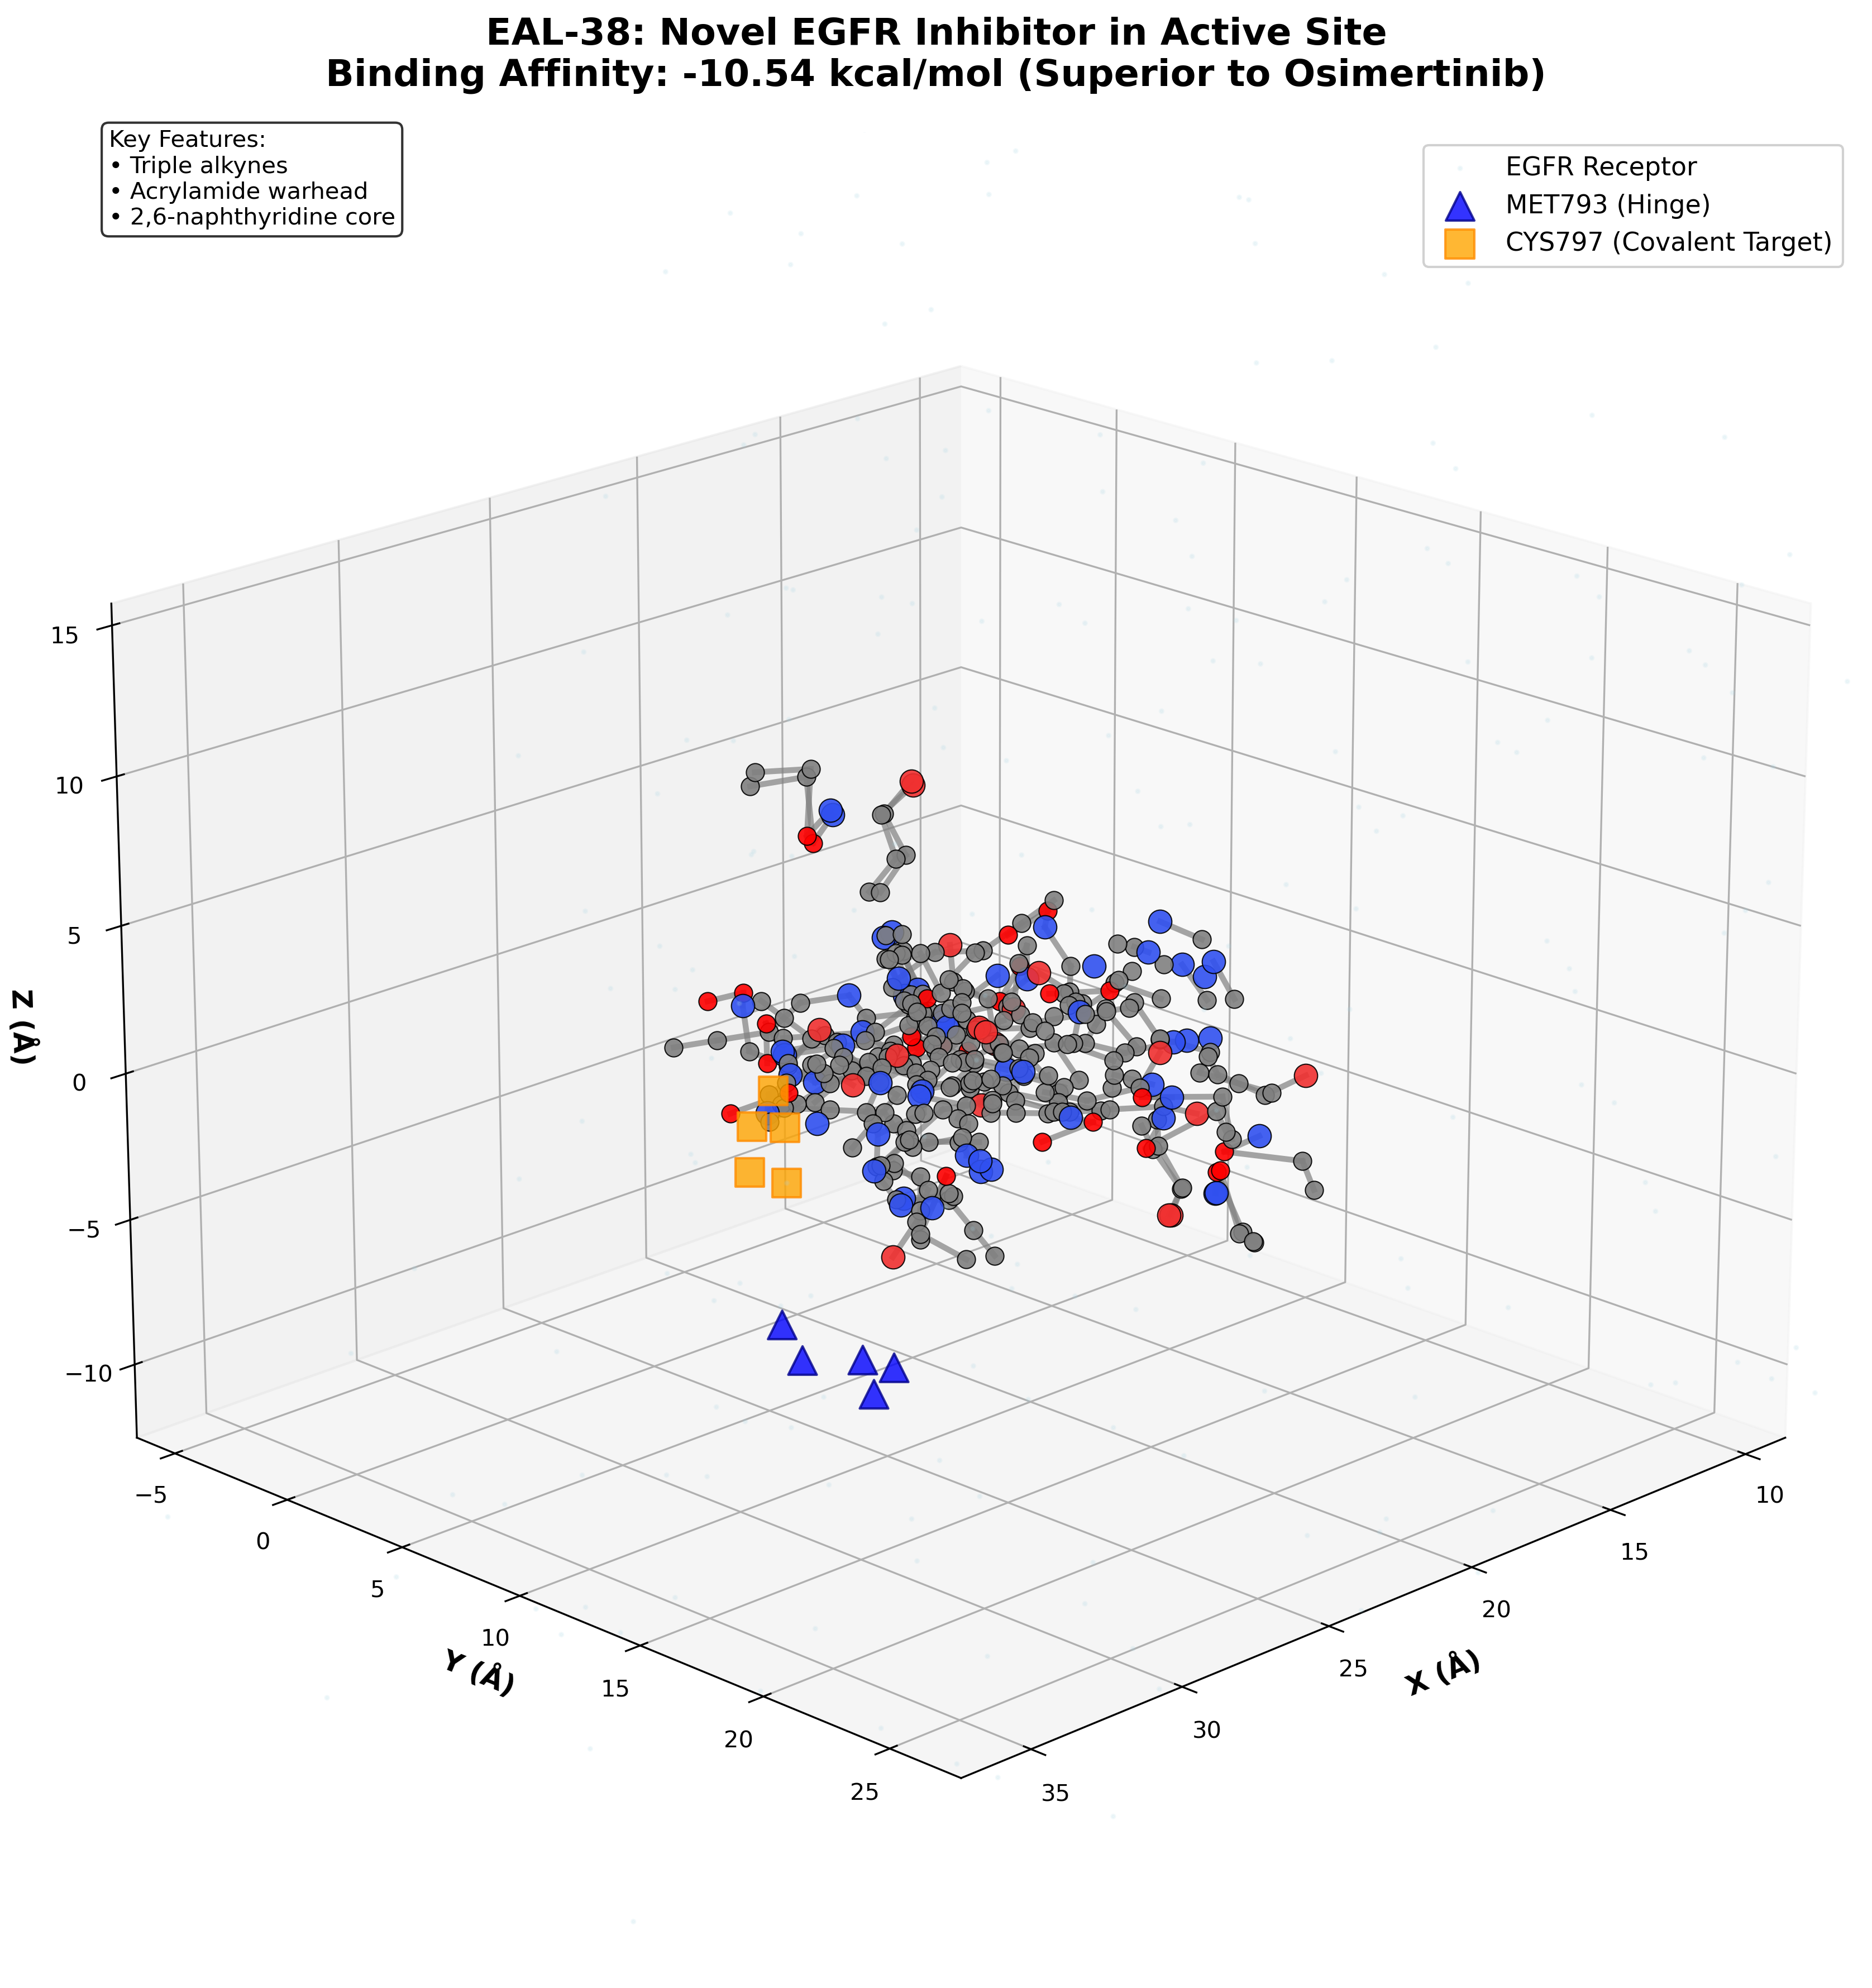 EAL-38: Novel EGFR Inhibitor in Active Site
Binding Affinity: -10.54 kcal/mol (Superior to Osimertinib)
Key Features:
• Triple alkynes
• Acrylamide warhead
• 2,6-naphthyridine core
EGFR Receptor
MET793 (Hinge)
CYS797 (Covalent Target)
15
10
5
0
−5
−10
Z (Å)
−5
0
5
10
15
20
25
Y (Å)
10
15
20
25
30
35
X (Å)